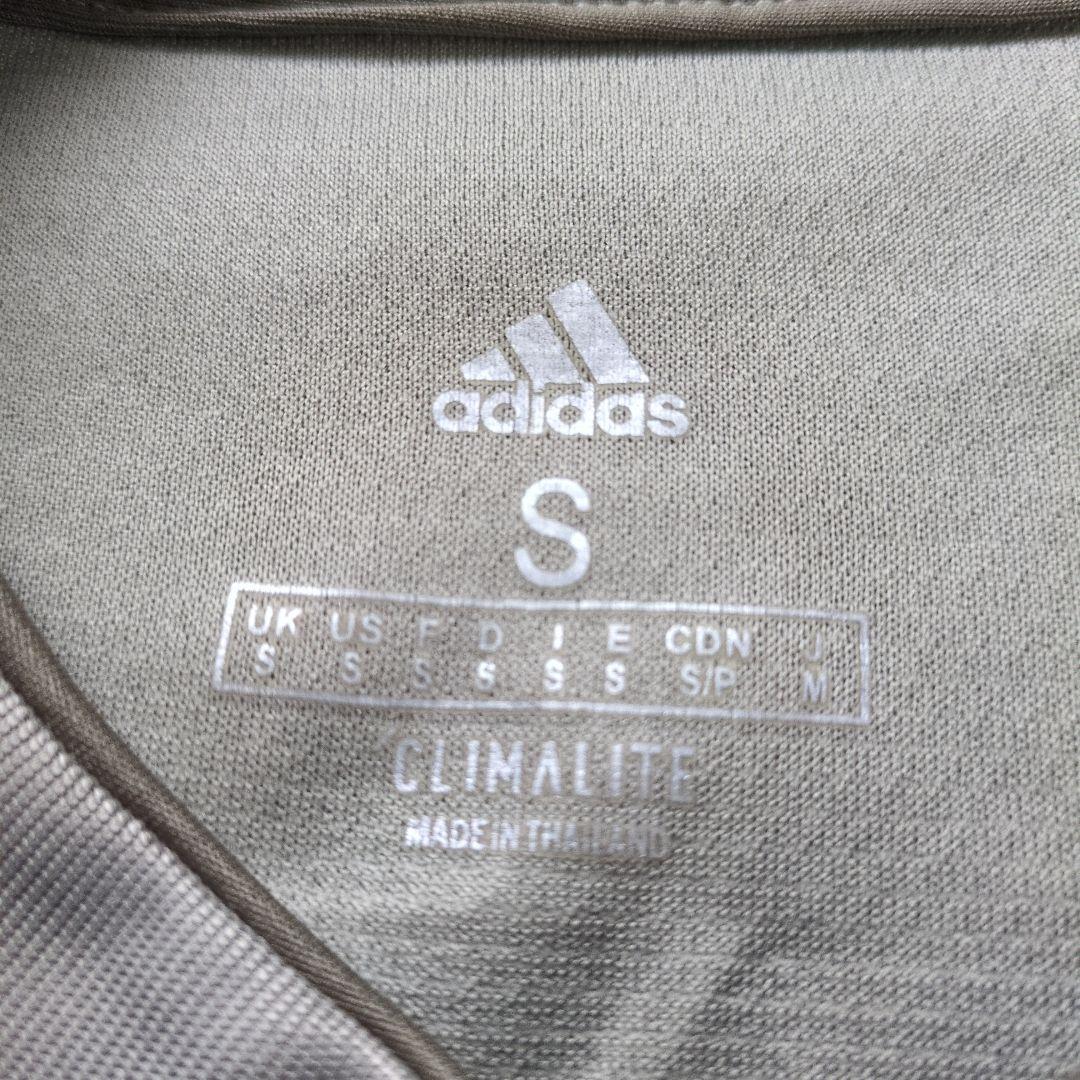 adidas
S
UK US F D I E CDN J
S S S S S S S/P M
CLIMALITE
MADE IN THAILAND